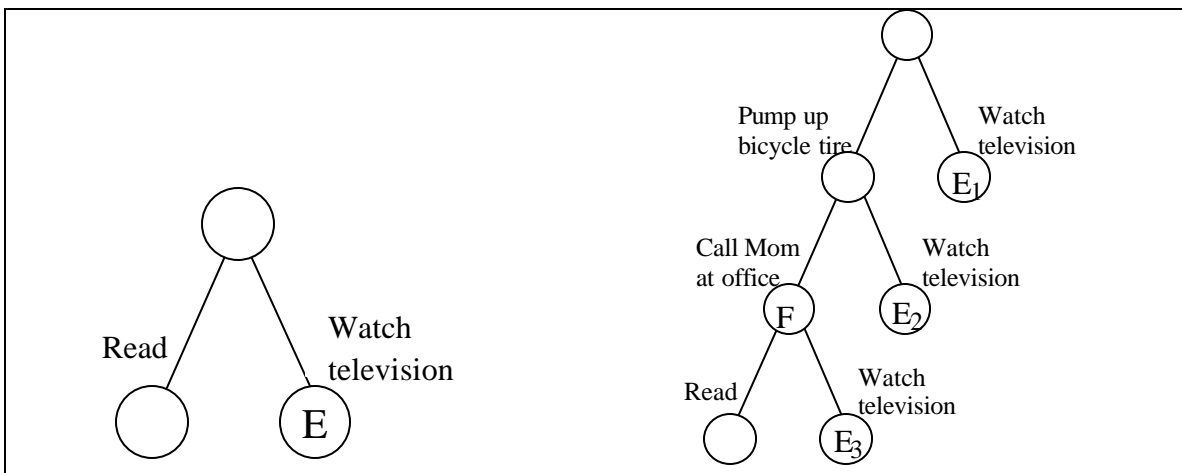 Read
Watch
television
E
Pump up
bicycle tire
Watch
television
E1
Call Mom
at office
Watch
television
F
E2
Read
Watch
television
E3